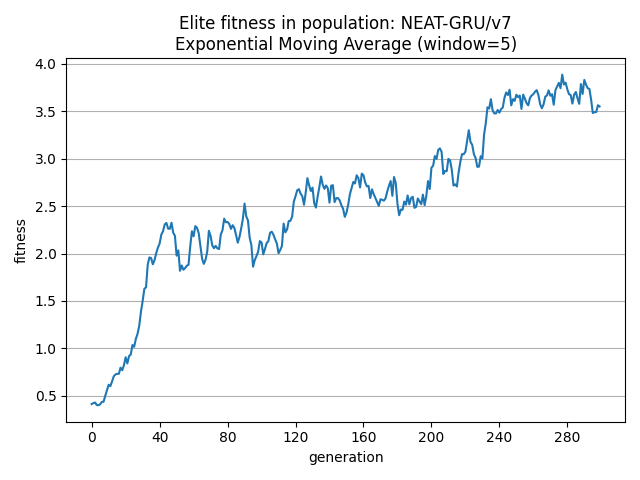 Elite fitness in population: NEAT-GRU/v7
Exponential Moving Average (window=5)
4.0
3.5
3.0
2.5
2.0
1.5
1.0
0.5
fitness
0 40 80 120 160 200 240 280
generation